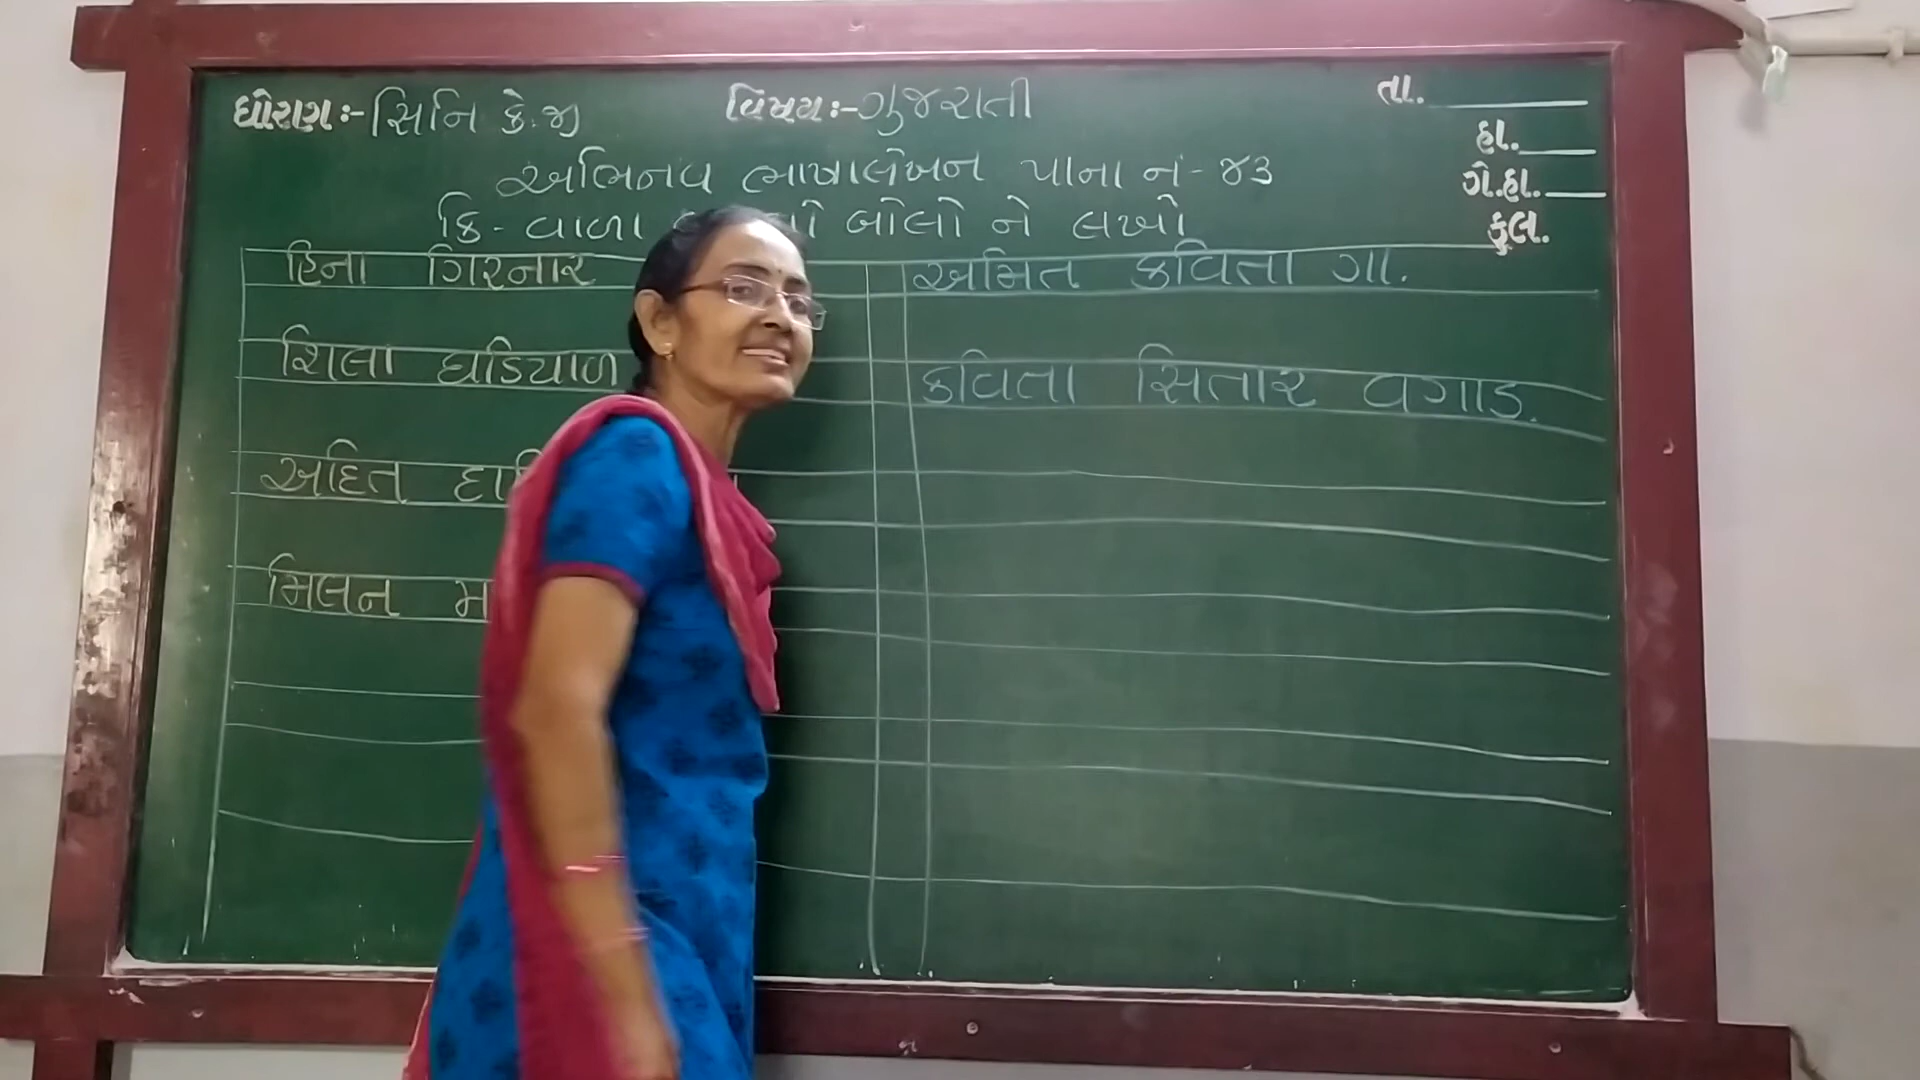 ધોરણ:- સિનિ કે.જી વિષય:- ગુજરાતી તા.
હા.
અભિનવ ભાષાલેખન પાના નં - ૪૩
ગે.હા.
કિ - વાળા બોલો ને લખો
કુલ.
હિના ગિરનાર
અમિત કવિતા ગા.
શિલા ઘડિયાળ
કવિતા સિતાર વગાડ.
અહિત
મિલન